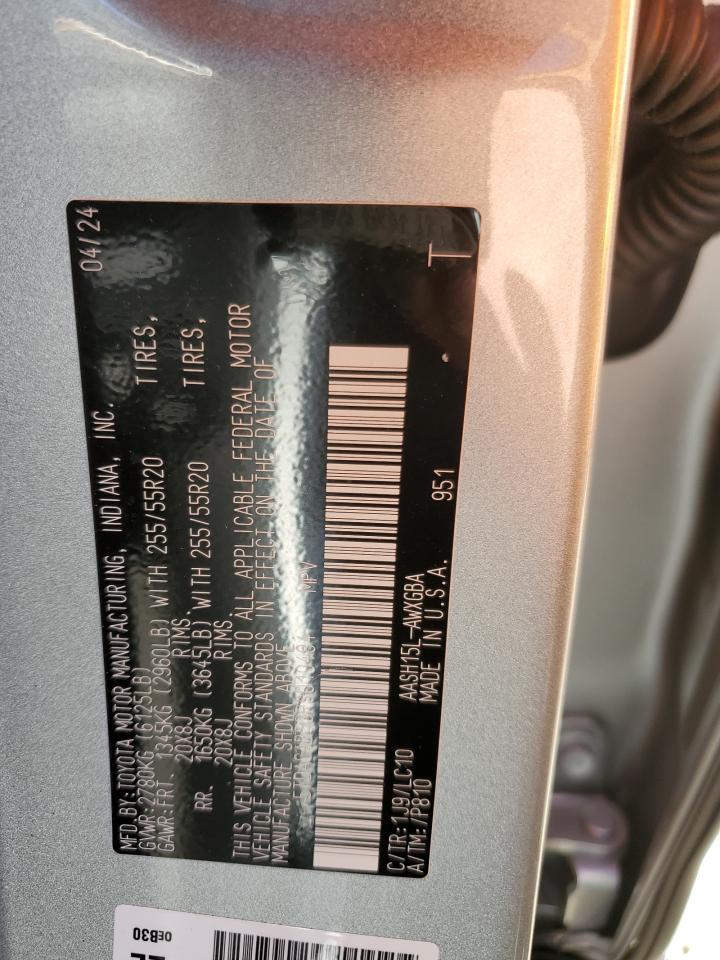 MFD.BY:TOYOTA MOTOR MANUFACTURING, INDIANA, INC. 04/24
GVWR:2780KG (6125LB)
GAWR:FRT. 1345KG (2960LB) WITH 255/55R20 TIRES,
20X8J RIMS.
RR. 1650KG (3645LB) WITH 255/55R20 TIRES,
20X8J RIMS.
THIS VEHICLE CONFORMS TO ALL APPLICABLE FEDERAL MOTOR
VEHICLE SAFETY STANDARDS IN EFFECT ON THE DATE OF
MANUFACTURE SHOWN ABOVE.
MPV
C/TR:1J9/LC10 AASH15L-AWXGBA
A/TM:/P810 MADE IN U.S.A. 951 T
0EB30